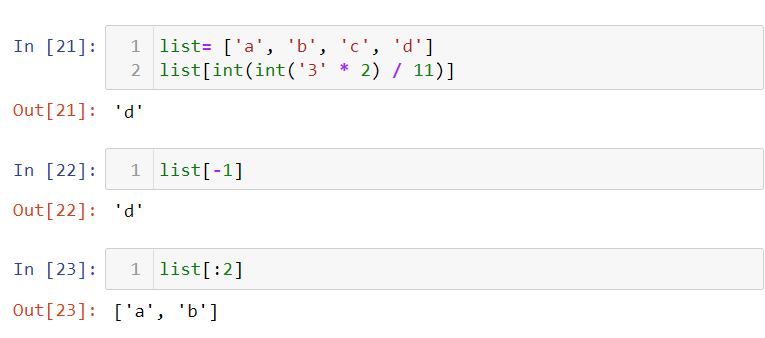 In [21]: 1 list= ['a', 'b', 'c', 'd']
2 list[int(int('3' * 2) / 11)]
Out[21]: 'd'
In [22]: 1 list[-1]
Out[22]: 'd'
In [23]: 1 list[:2]
Out[23]: ['a', 'b']